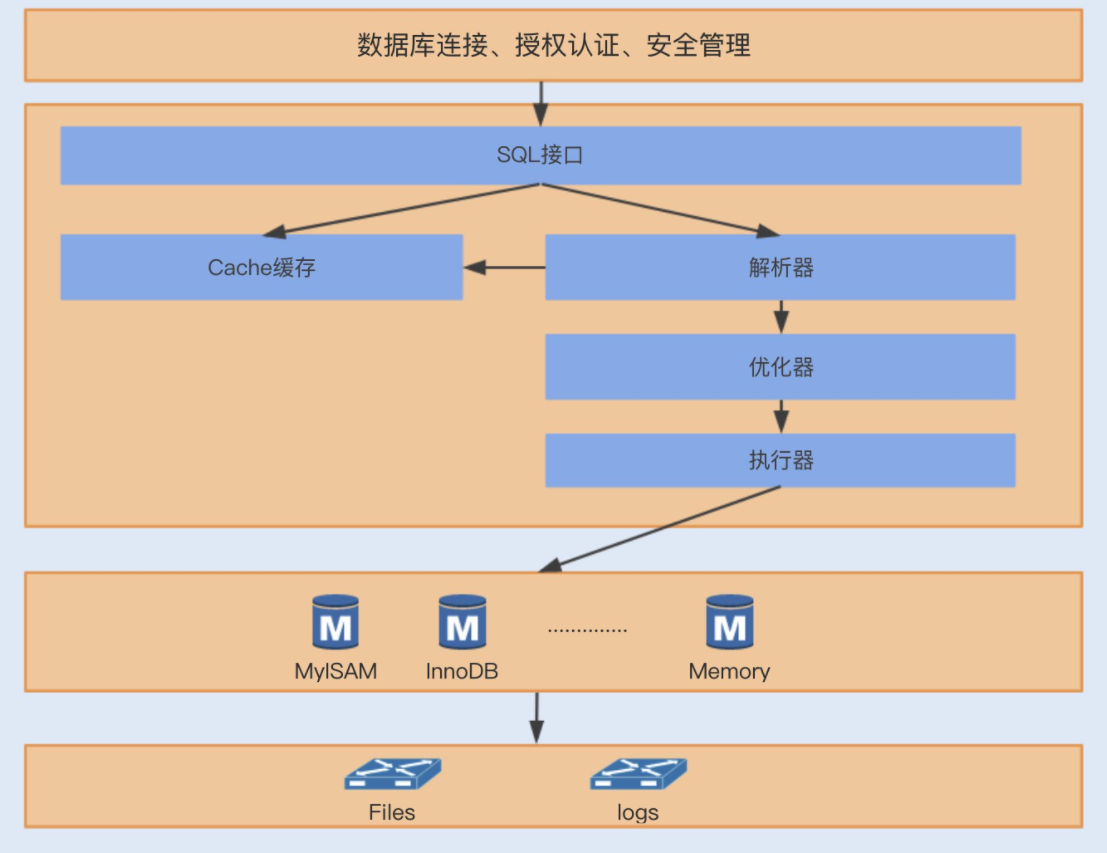 数据库连接、授权认证、安全管理
SQL接口
Cache缓存
解析器
优化器
执行器
M
M
..............
M
MyISAM
InnoDB
Memory
Files
logs